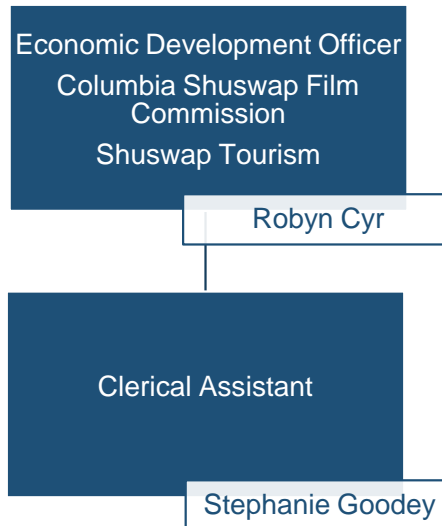 Economic Development Officer
Columbia Shuswap Film
Commission
Shuswap Tourism
Robyn Cyr
Clerical Assistant
Stephanie Goodey